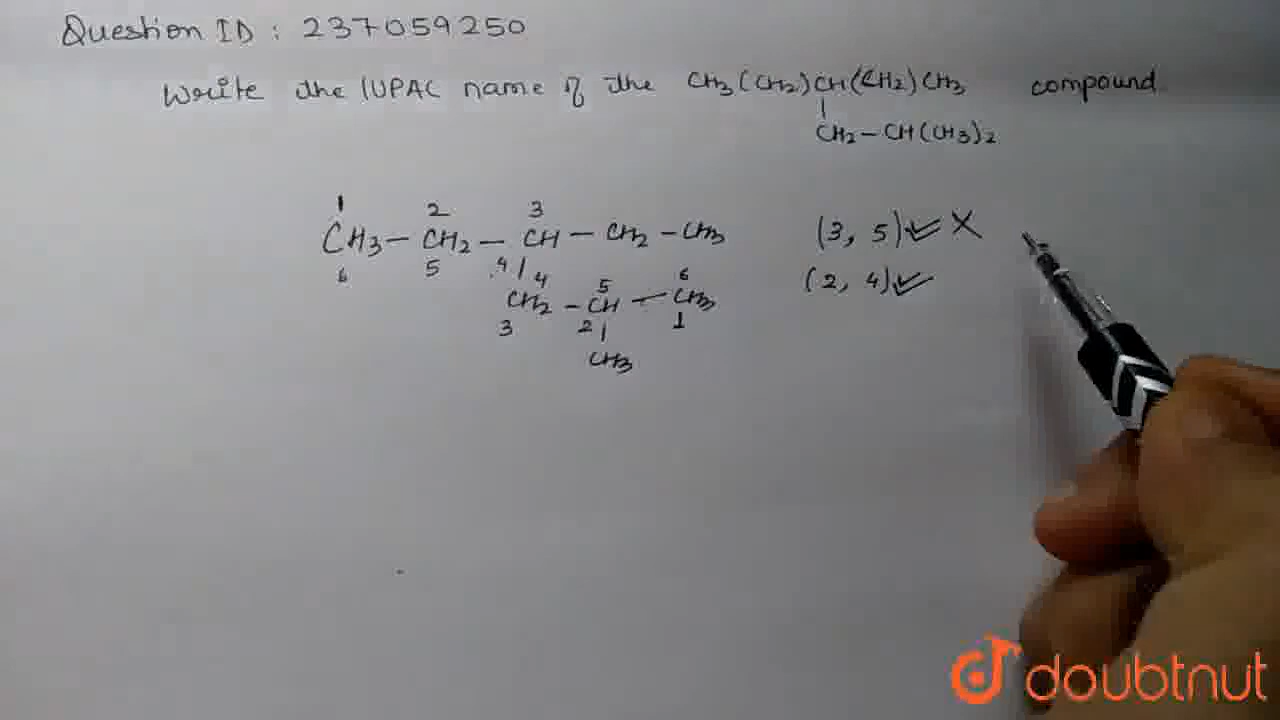 Question ID : 237059250
Write the IUPAC name of the CH3(CH2)CH(CH2)CH3 compound.
|
CH2-CH(CH3)2
1 2 3
CH3-CH2-CH-CH2-CH3 (3, 5)✓ X
6 5 4/ 4 5 6 (2, 4)✓
CH2-CH-CH3
3 2| 1
CH3
doubtnut